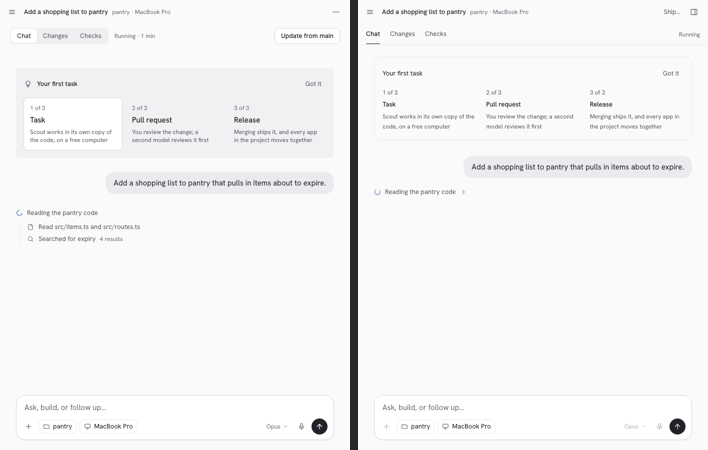 Add a shopping list to pantry pantry · MacBook Pro
Chat Changes Checks Running · 1 min Update from main
Your first task Got it
1 of 3
Task
Scout works in its own copy of
the code, on a free computer
2 of 3
Pull request
You review the change; a
second model reviews it first
3 of 3
Release
Merging ships it, and every app
in the project moves together
Add a shopping list to pantry that pulls in items about to expire.
Reading the pantry code
Read src/items.ts and src/routes.ts
Searched for expiry 4 results
Ask, build, or follow up...
pantry MacBook Pro Opus
Add a shopping list to pantry pantry · MacBook Pro Ship...
Chat Changes Checks Running
Your first task Got it
1 of 3
Task
Scout works in its own copy of the
code, on a free computer
2 of 3
Pull request
You review the change; a second
model reviews it first
3 of 3
Release
Merging ships it, and every app in
the project moves together
Add a shopping list to pantry that pulls in items about to expire.
Reading the pantry code
Ask, build, or follow up...
pantry MacBook Pro Opus